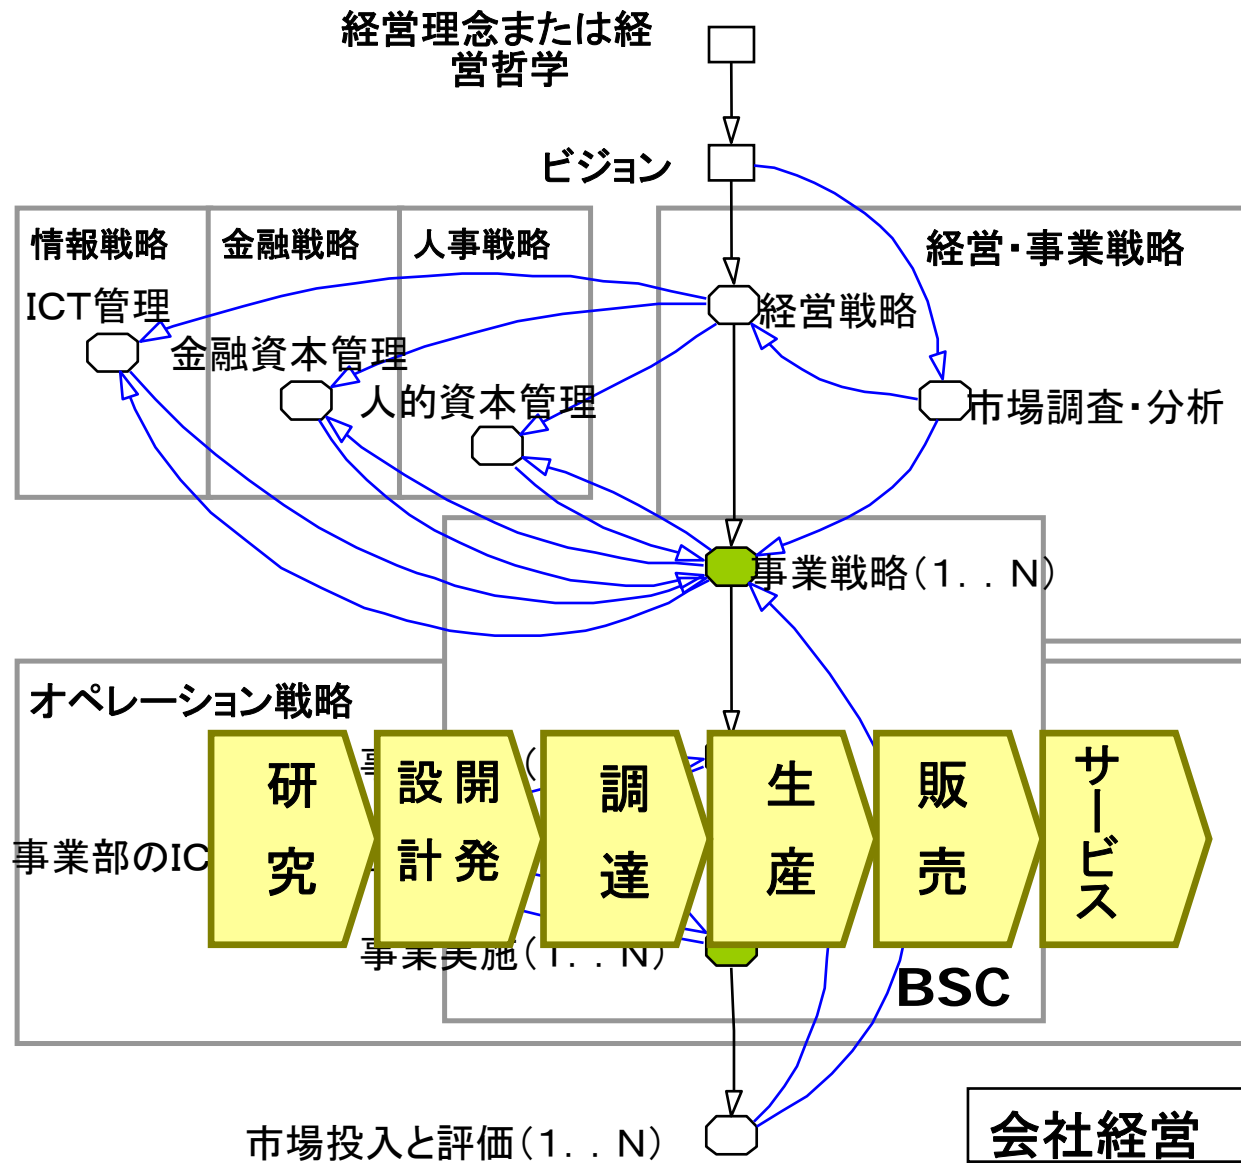 経営理念または経
営哲学
ビジョン
情報戦略
金融戦略
人事戦略
経営・事業戦略
ICT管理
経営戦略
金融資本管理
人的資本管理
市場調査・分析
事業戦略(1. . N)
オペレーション戦略
事業部のIC
研究
設計
開発
調達
生産
販売
サービス
事業実施(1. . N)
BSC
市場投入と評価(1. . N)
会社経営